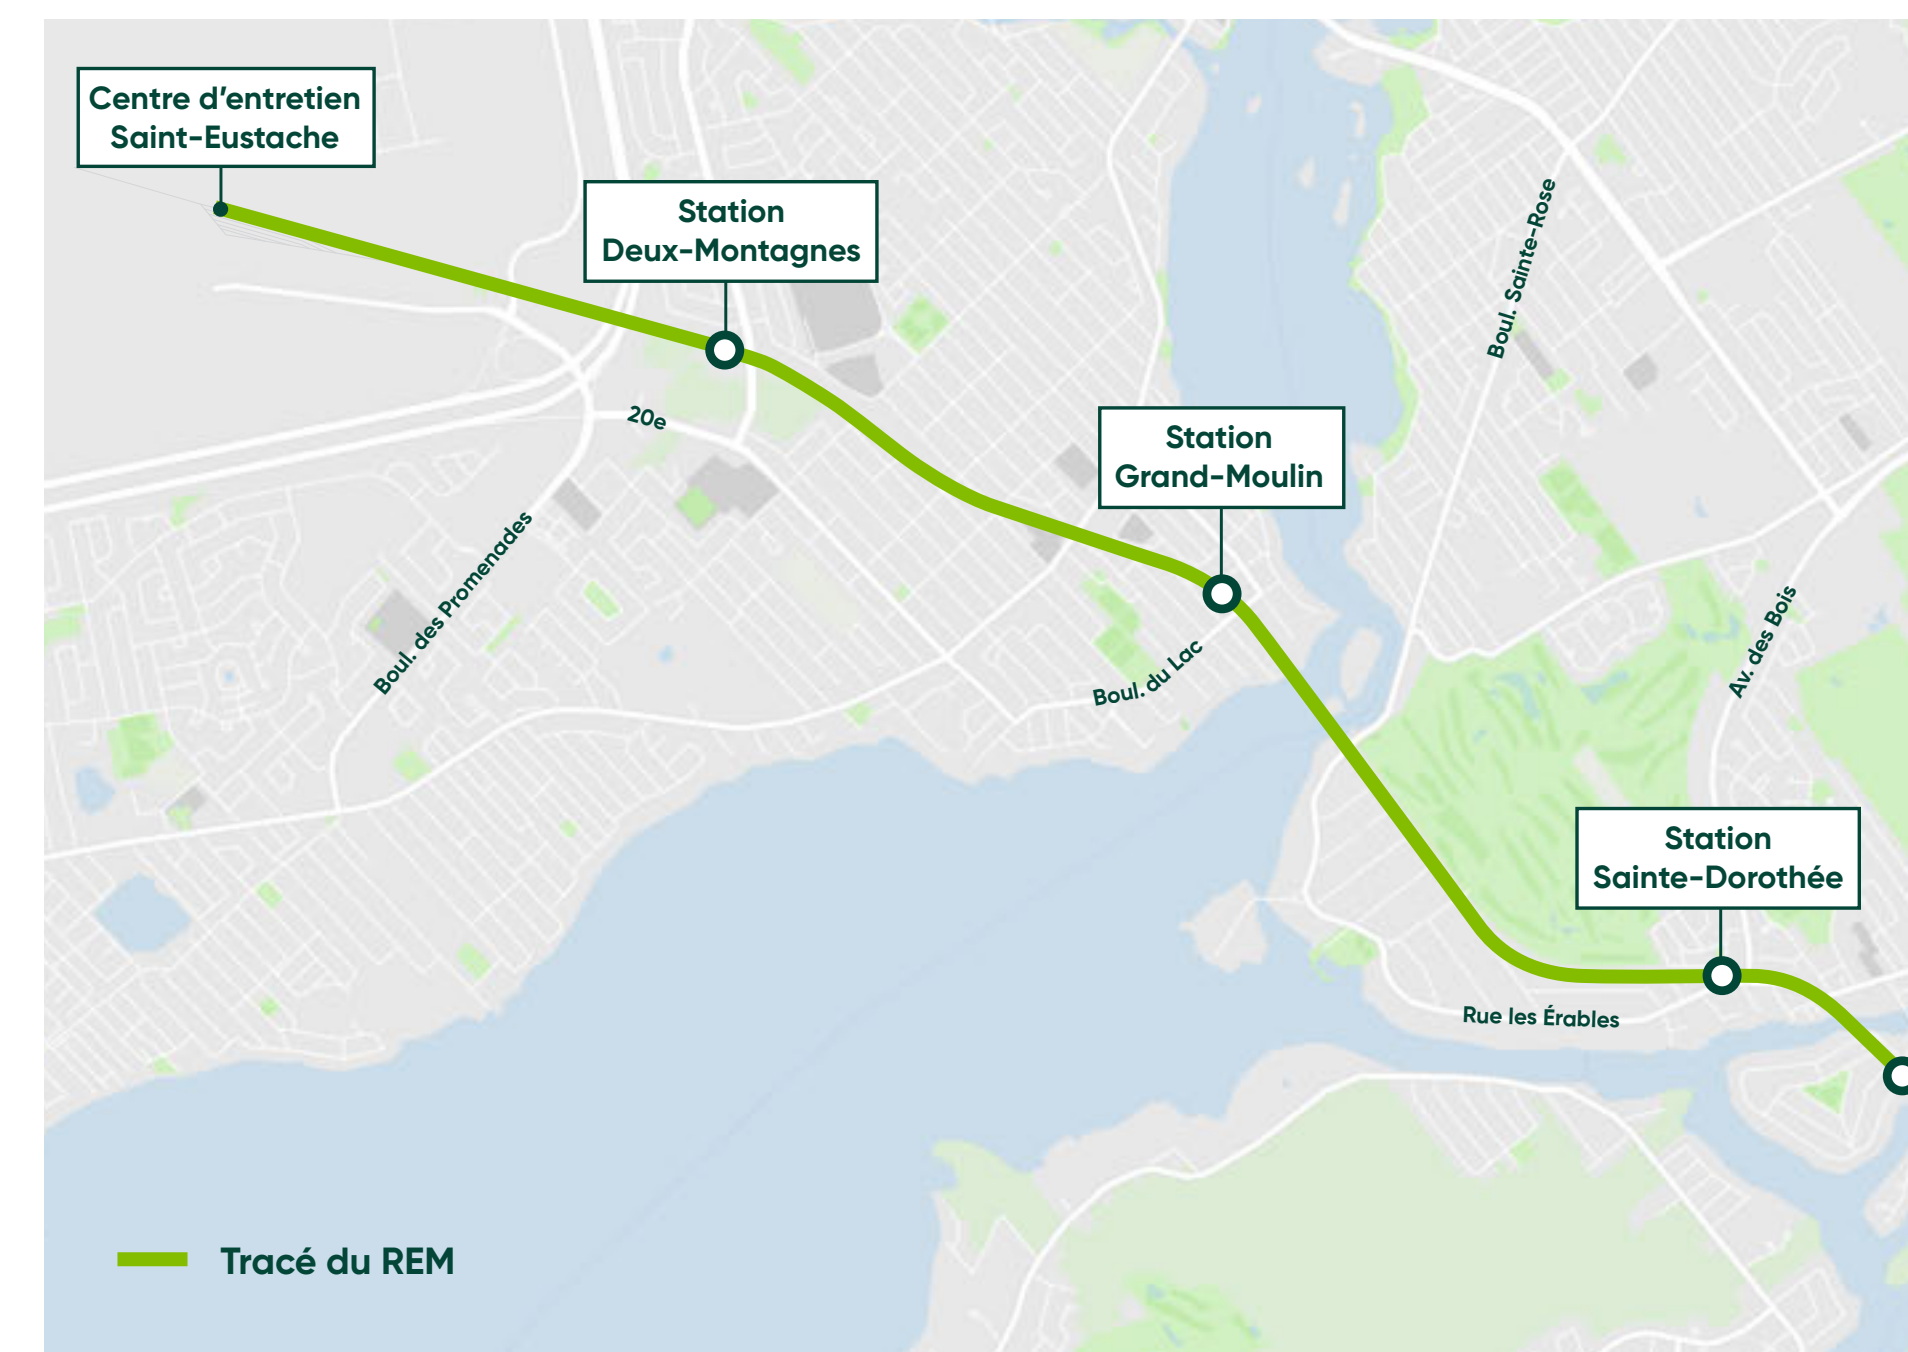 Centre d'entretien
Saint-Eustache
Station
Deux-Montagnes
Boul. Sainte-Rose
20e
Station
Grand-Moulin
Boul. des Promenades
Boul. du Lac
Av. des Bois
Station
Sainte-Dorothée
Rue les Érables
Tracé du REM